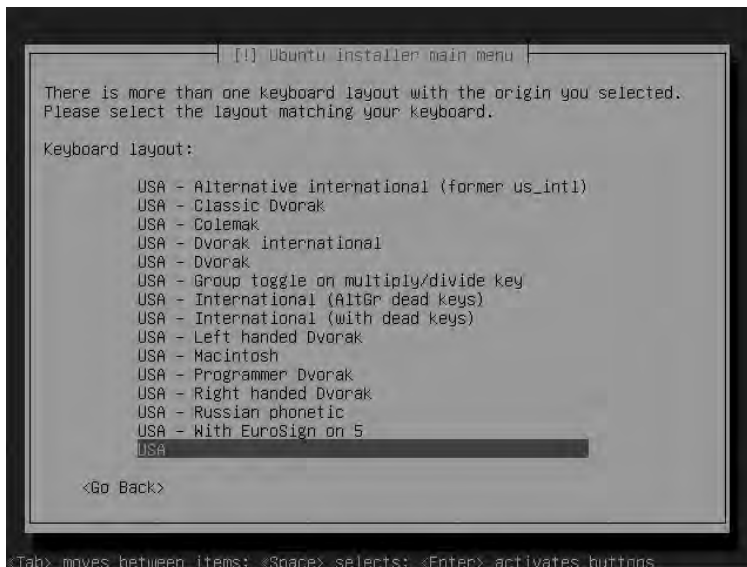 [!] Ubuntu installer main menu
There is more than one keyboard layout with the origin you selected.
Please select the layout matching your keyboard.
Keyboard layout:
USA - Alternative international (former us_intl)
USA - Classic Dvorak
USA - Colemak
USA - Dvorak international
USA - Dvorak
USA - Group toggle on multiply/divide key
USA - International (AltGr dead keys)
USA - International (with dead keys)
USA - Left handed Dvorak
USA - Macintosh
USA - Programmer Dvorak
USA - Right handed Dvorak
USA - Russian phonetic
USA - With EuroSign on 5
USA
<Go Back>
<Tab> moves between items; <Space> selects; <Enter> activates buttons